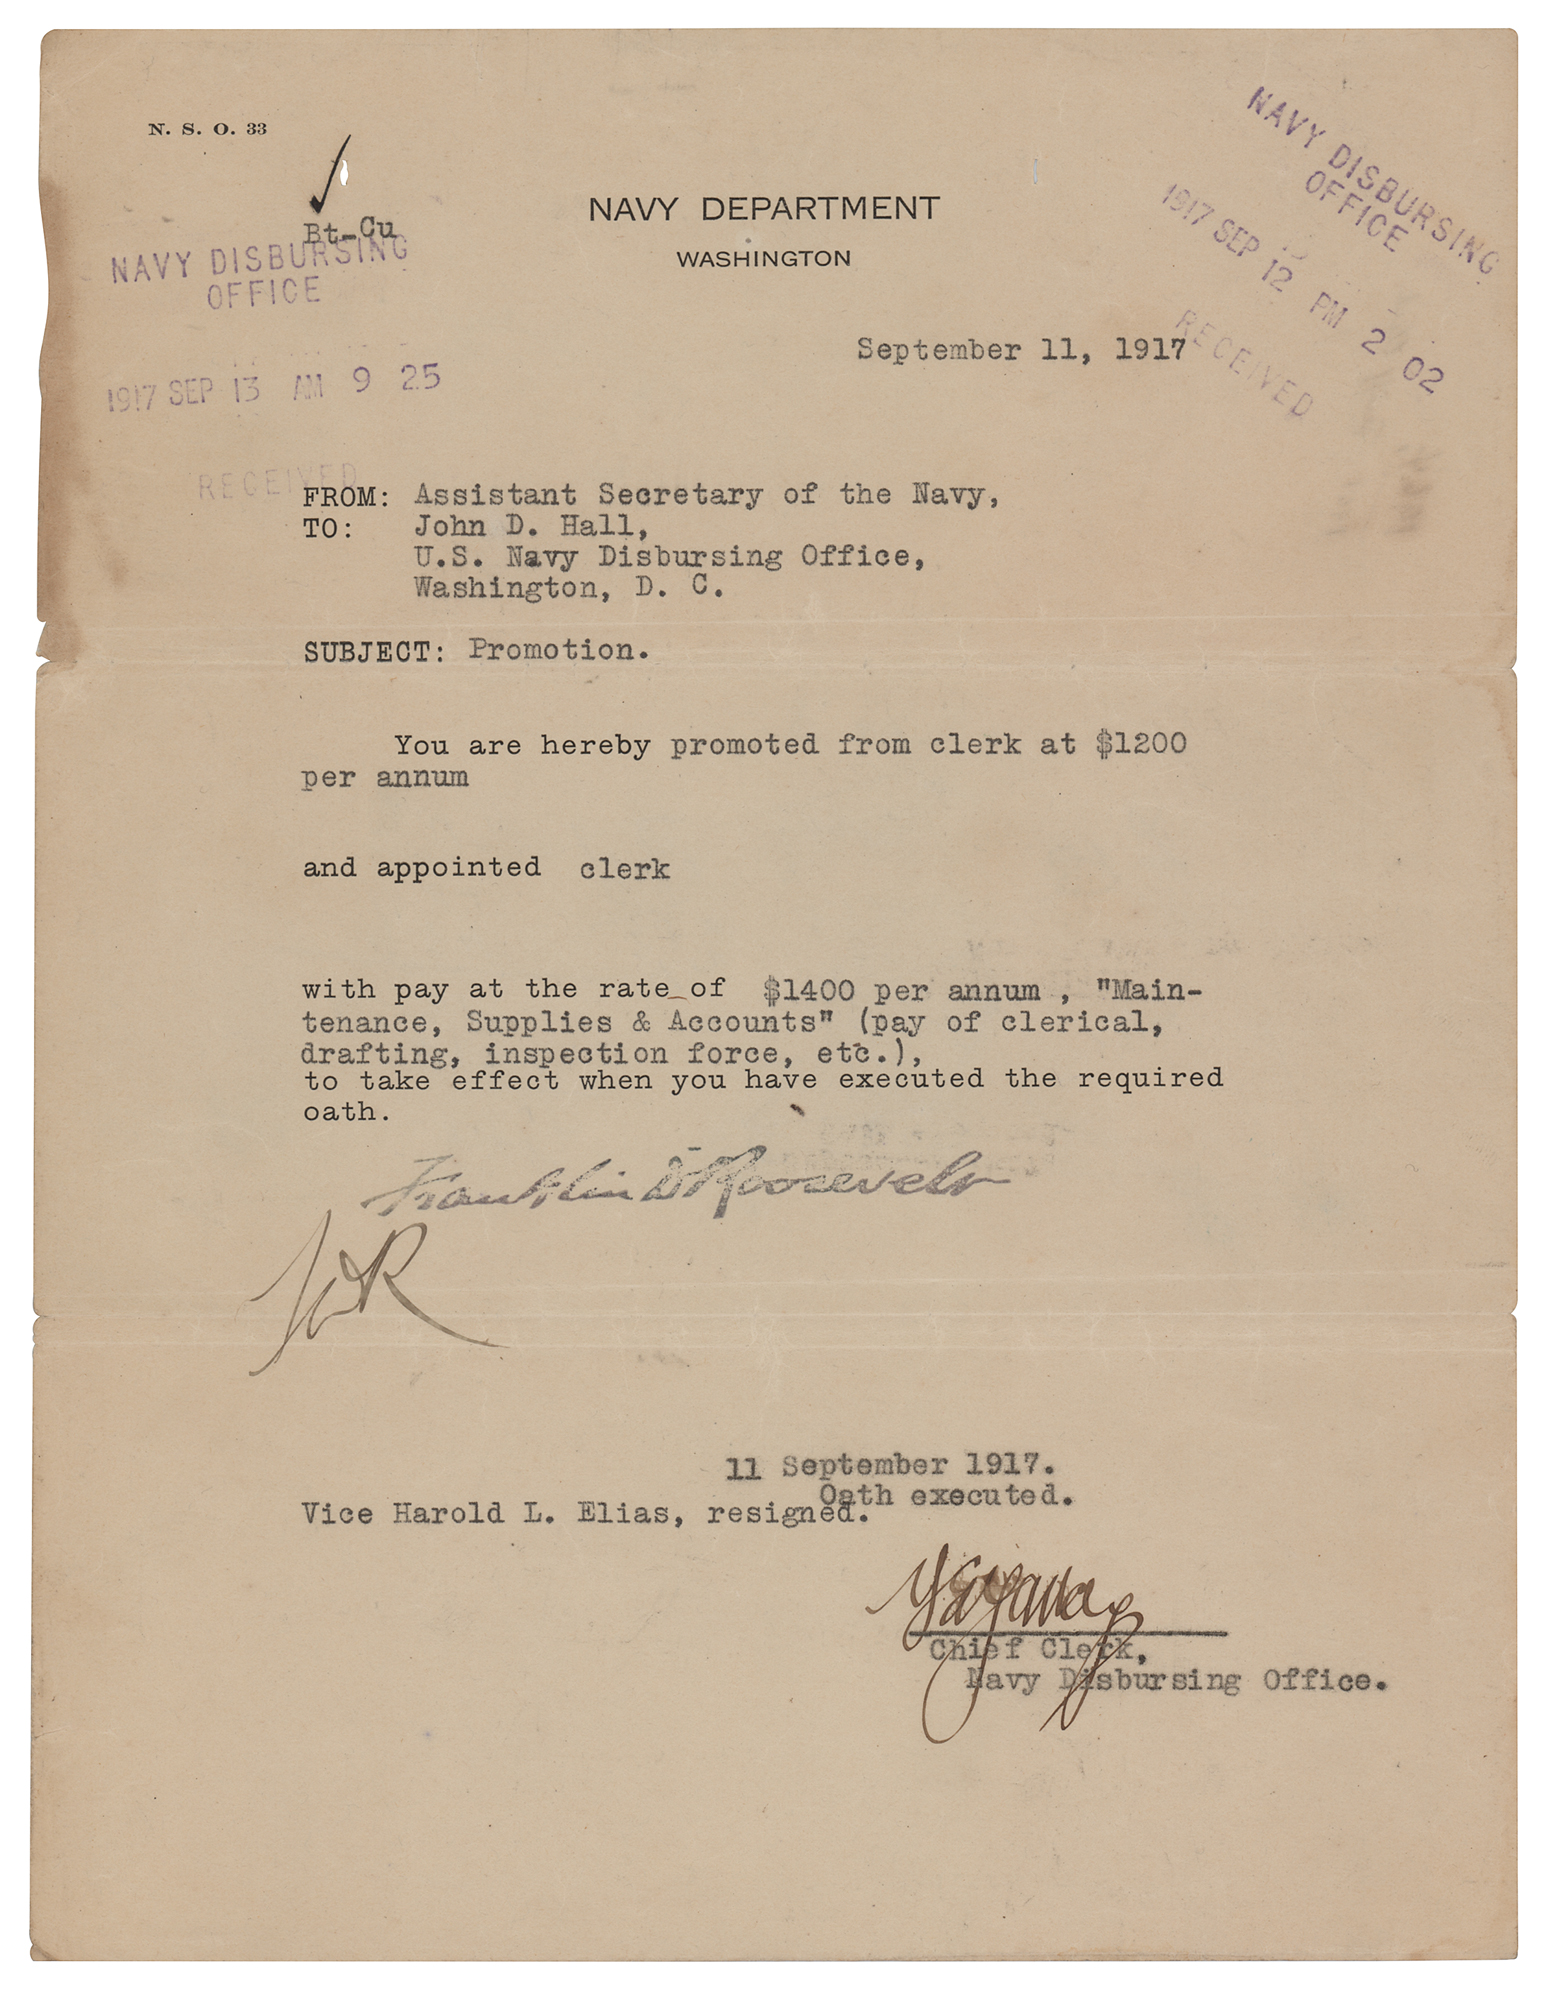 N. S. O. 33
Bt-Cu
NAVY DISBURSING
OFFICE
1917 SEP 13 AM 9 25
RECEIVED
NAVY DEPARTMENT
WASHINGTON
NAVY DISBURSING
OFFICE
1917 SEP 12 PM 2 02
RECEIVED
September 11, 1917
FROM: Assistant Secretary of the Navy,
TO: John D. Hall,
U.S. Navy Disbursing Office,
Washington, D. C.
SUBJECT: Promotion.
You are hereby promoted from clerk at $1200
per annum
and appointed clerk
with pay at the rate of $1400 per annum , "Main-
tenance, Supplies & Accounts" (pay of clerical,
drafting, inspection force, etc.),
to take effect when you have executed the required
oath.
Franklin D Roosevelt
11 September 1917.
Oath executed.
Vice Harold L. Elias, resigned.
Chief Clerk,
Navy Disbursing Office.